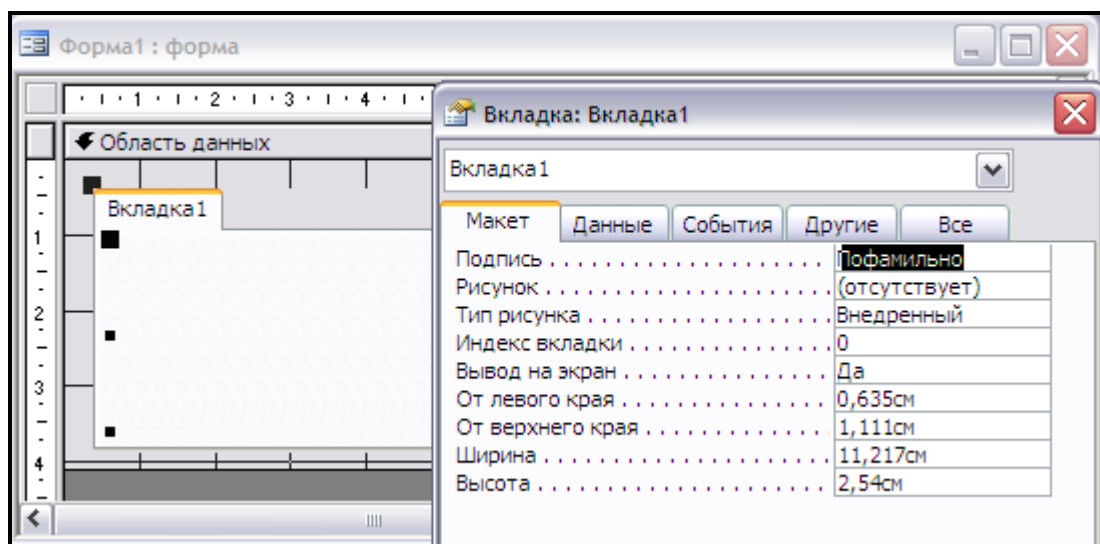 Форма1 : форма
1 2 3 4
Область данных
Вкладка1
1
2
3
4
Вкладка: Вкладка1
Вкладка1
Макет Данные События Другие Все
Подпись Пофамильно
Рисунок (отсутствует)
Тип рисунка Внедренный
Индекс вкладки 0
Вывод на экран Да
От левого края 0,635см
От верхнего края 1,111см
Ширина 11,217см
Высота 2,54см